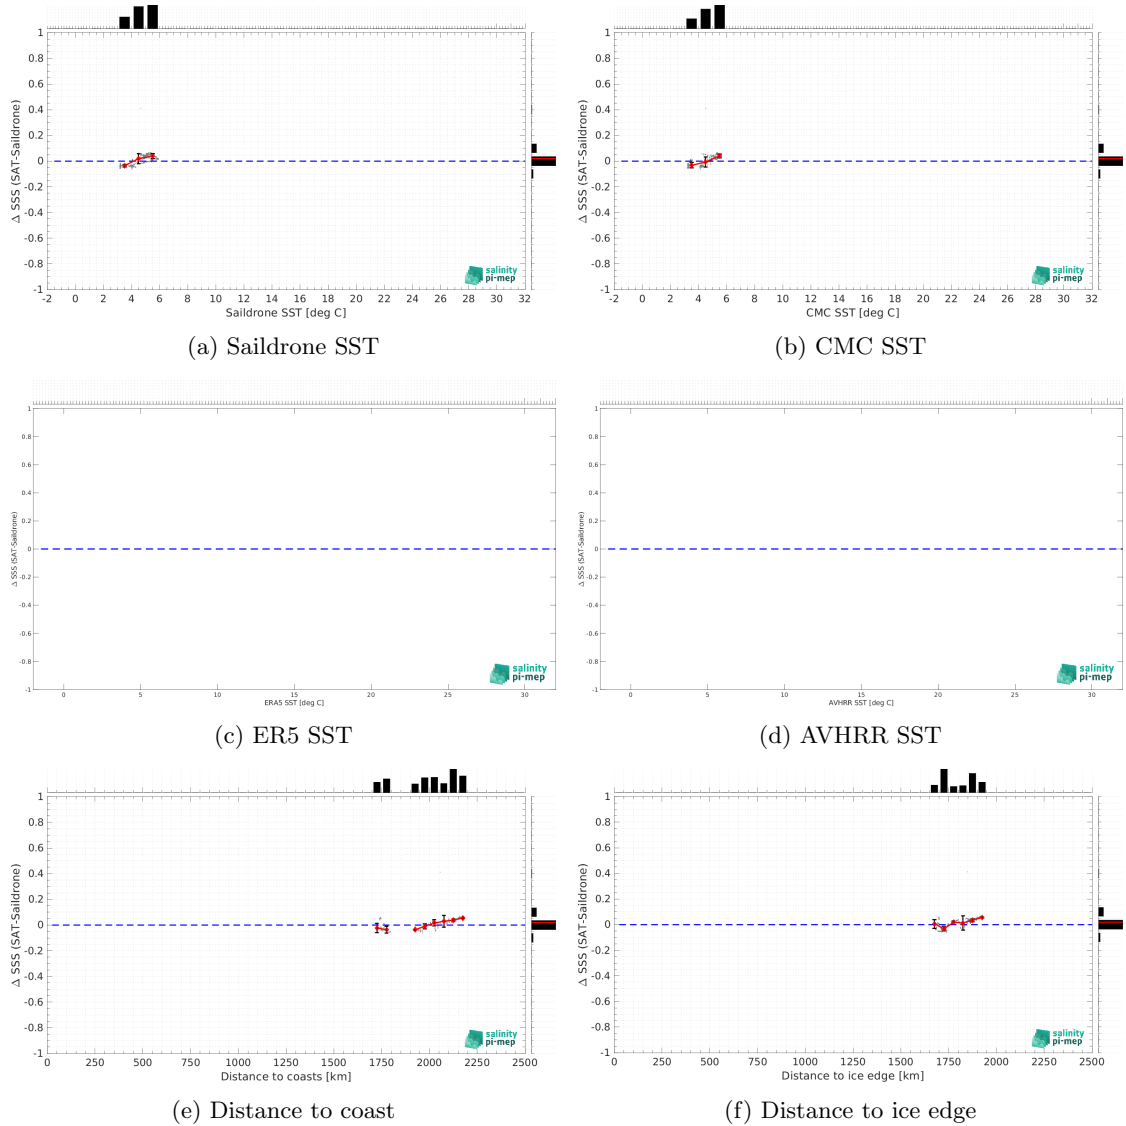 1
0.8
0.6
0.4
0.2
0
-0.2
-0.4
-0.6
-0.8
-1
Δ SSS (SAT-Saildrone)
salinity
pi-mep
-2 0 2 4 6 8 10 12 14 16 18 20 22 24 26 28 30 32
Saildrone SST [deg C]
(a) Saildrone SST
1
0.8
0.6
0.4
0.2
0
-0.2
-0.4
-0.6
-0.8
-1
Δ SSS (SAT-Saildrone)
salinity
pi-mep
-2 0 2 4 6 8 10 12 14 16 18 20 22 24 26 28 30 32
CMC SST [deg C]
(b) CMC SST
1
0.8
0.6
0.4
0.2
0
-0.2
-0.4
-0.6
-0.8
-1
Δ SSS (SAT-Saildrone)
salinity
pi-mep
0 5 10 15 20 25 30
ERA5 SST [deg C]
(c) ER5 SST
1
0.8
0.6
0.4
0.2
0
-0.2
-0.4
-0.6
-0.8
-1
Δ SSS (SAT-Saildrone)
salinity
pi-mep
0 5 10 15 20 25 30
AVHRR SST [deg C]
(d) AVHRR SST
1
0.8
0.6
0.4
0.2
0
-0.2
-0.4
-0.6
-0.8
-1
Δ SSS (SAT-Saildrone)
salinity
pi-mep
0 250 500 750 1000 1250 1500 1750 2000 2250 2500
Distance to coasts [km]
(e) Distance to coast
1
0.8
0.6
0.4
0.2
0
-0.2
-0.4
-0.6
-0.8
-1
Δ SSS (SAT-Saildrone)
salinity
pi-mep
0 250 500 750 1000 1250 1500 1750 2000 2250 2500
Distance to ice edge [km]
(f) Distance to ice edge